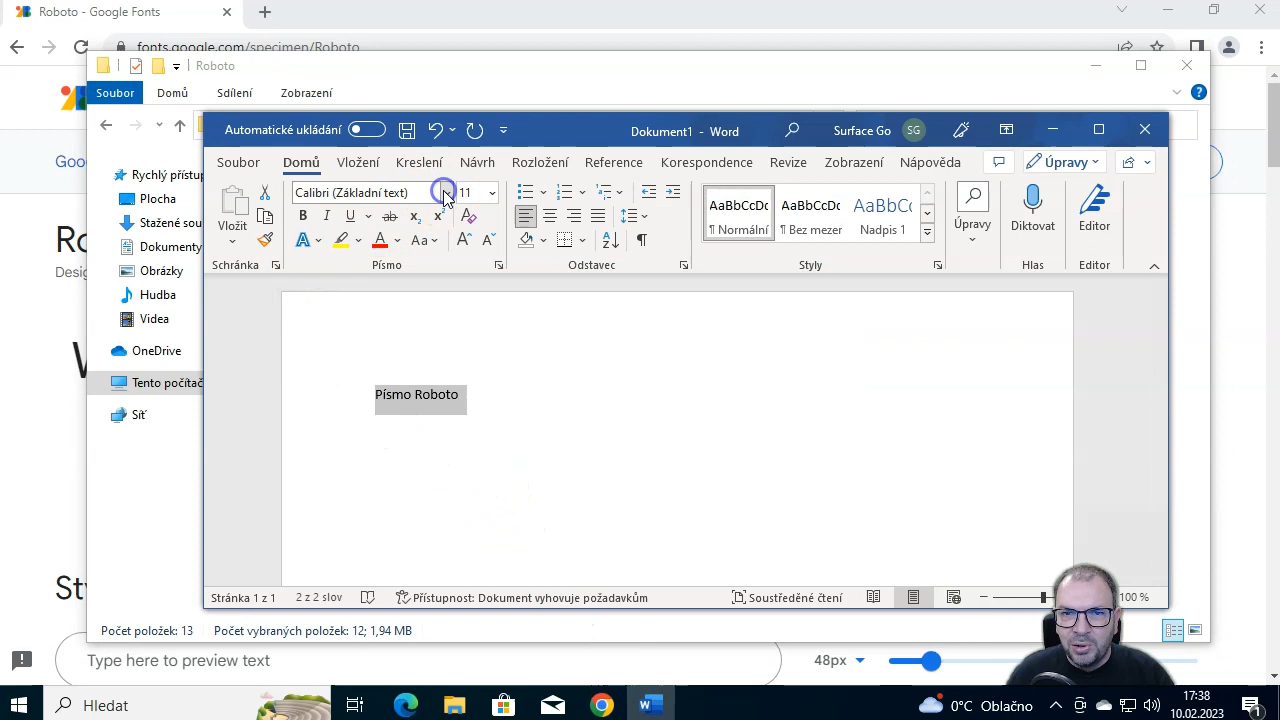 Roboto - Google Fonts
fonts.google.com/specimen/Roboto
Roboto
Soubor Domů Sdílení Zobrazení
Automatické ukládání Dokument1 - Word Surface Go SG
Soubor Domů Vložení Kreslení Návrh Rozložení Reference Korespondence Revize Zobrazení Nápověda Úpravy
Vložit
Calibri (Základní text) 11
AaBbCcDc AaBbCcDc AaBbC(
¶ Normální ¶ Bez mezer Nadpis 1
Úpravy Diktovat Editor
Schránka Písmo Odstavec Styly Hlas Editor
Rychlý přístup
Plocha
Stažené sou
Dokumenty
Obrázky
Hudba
Videa
OneDrive
Tento počítač
Síť
Goo
Ro
Desig
W
Sty
Písmo Roboto
Stránka 1 z 1 2 z 2 slov Přístupnost: Dokument vyhovuje požadavkům Soustředěné čtení 100 %
Počet položek: 13 Počet vybraných položek: 12; 1,94 MB
Type here to preview text 48px
Hledat 0°C Oblačno 17:38
10.02.2023
1